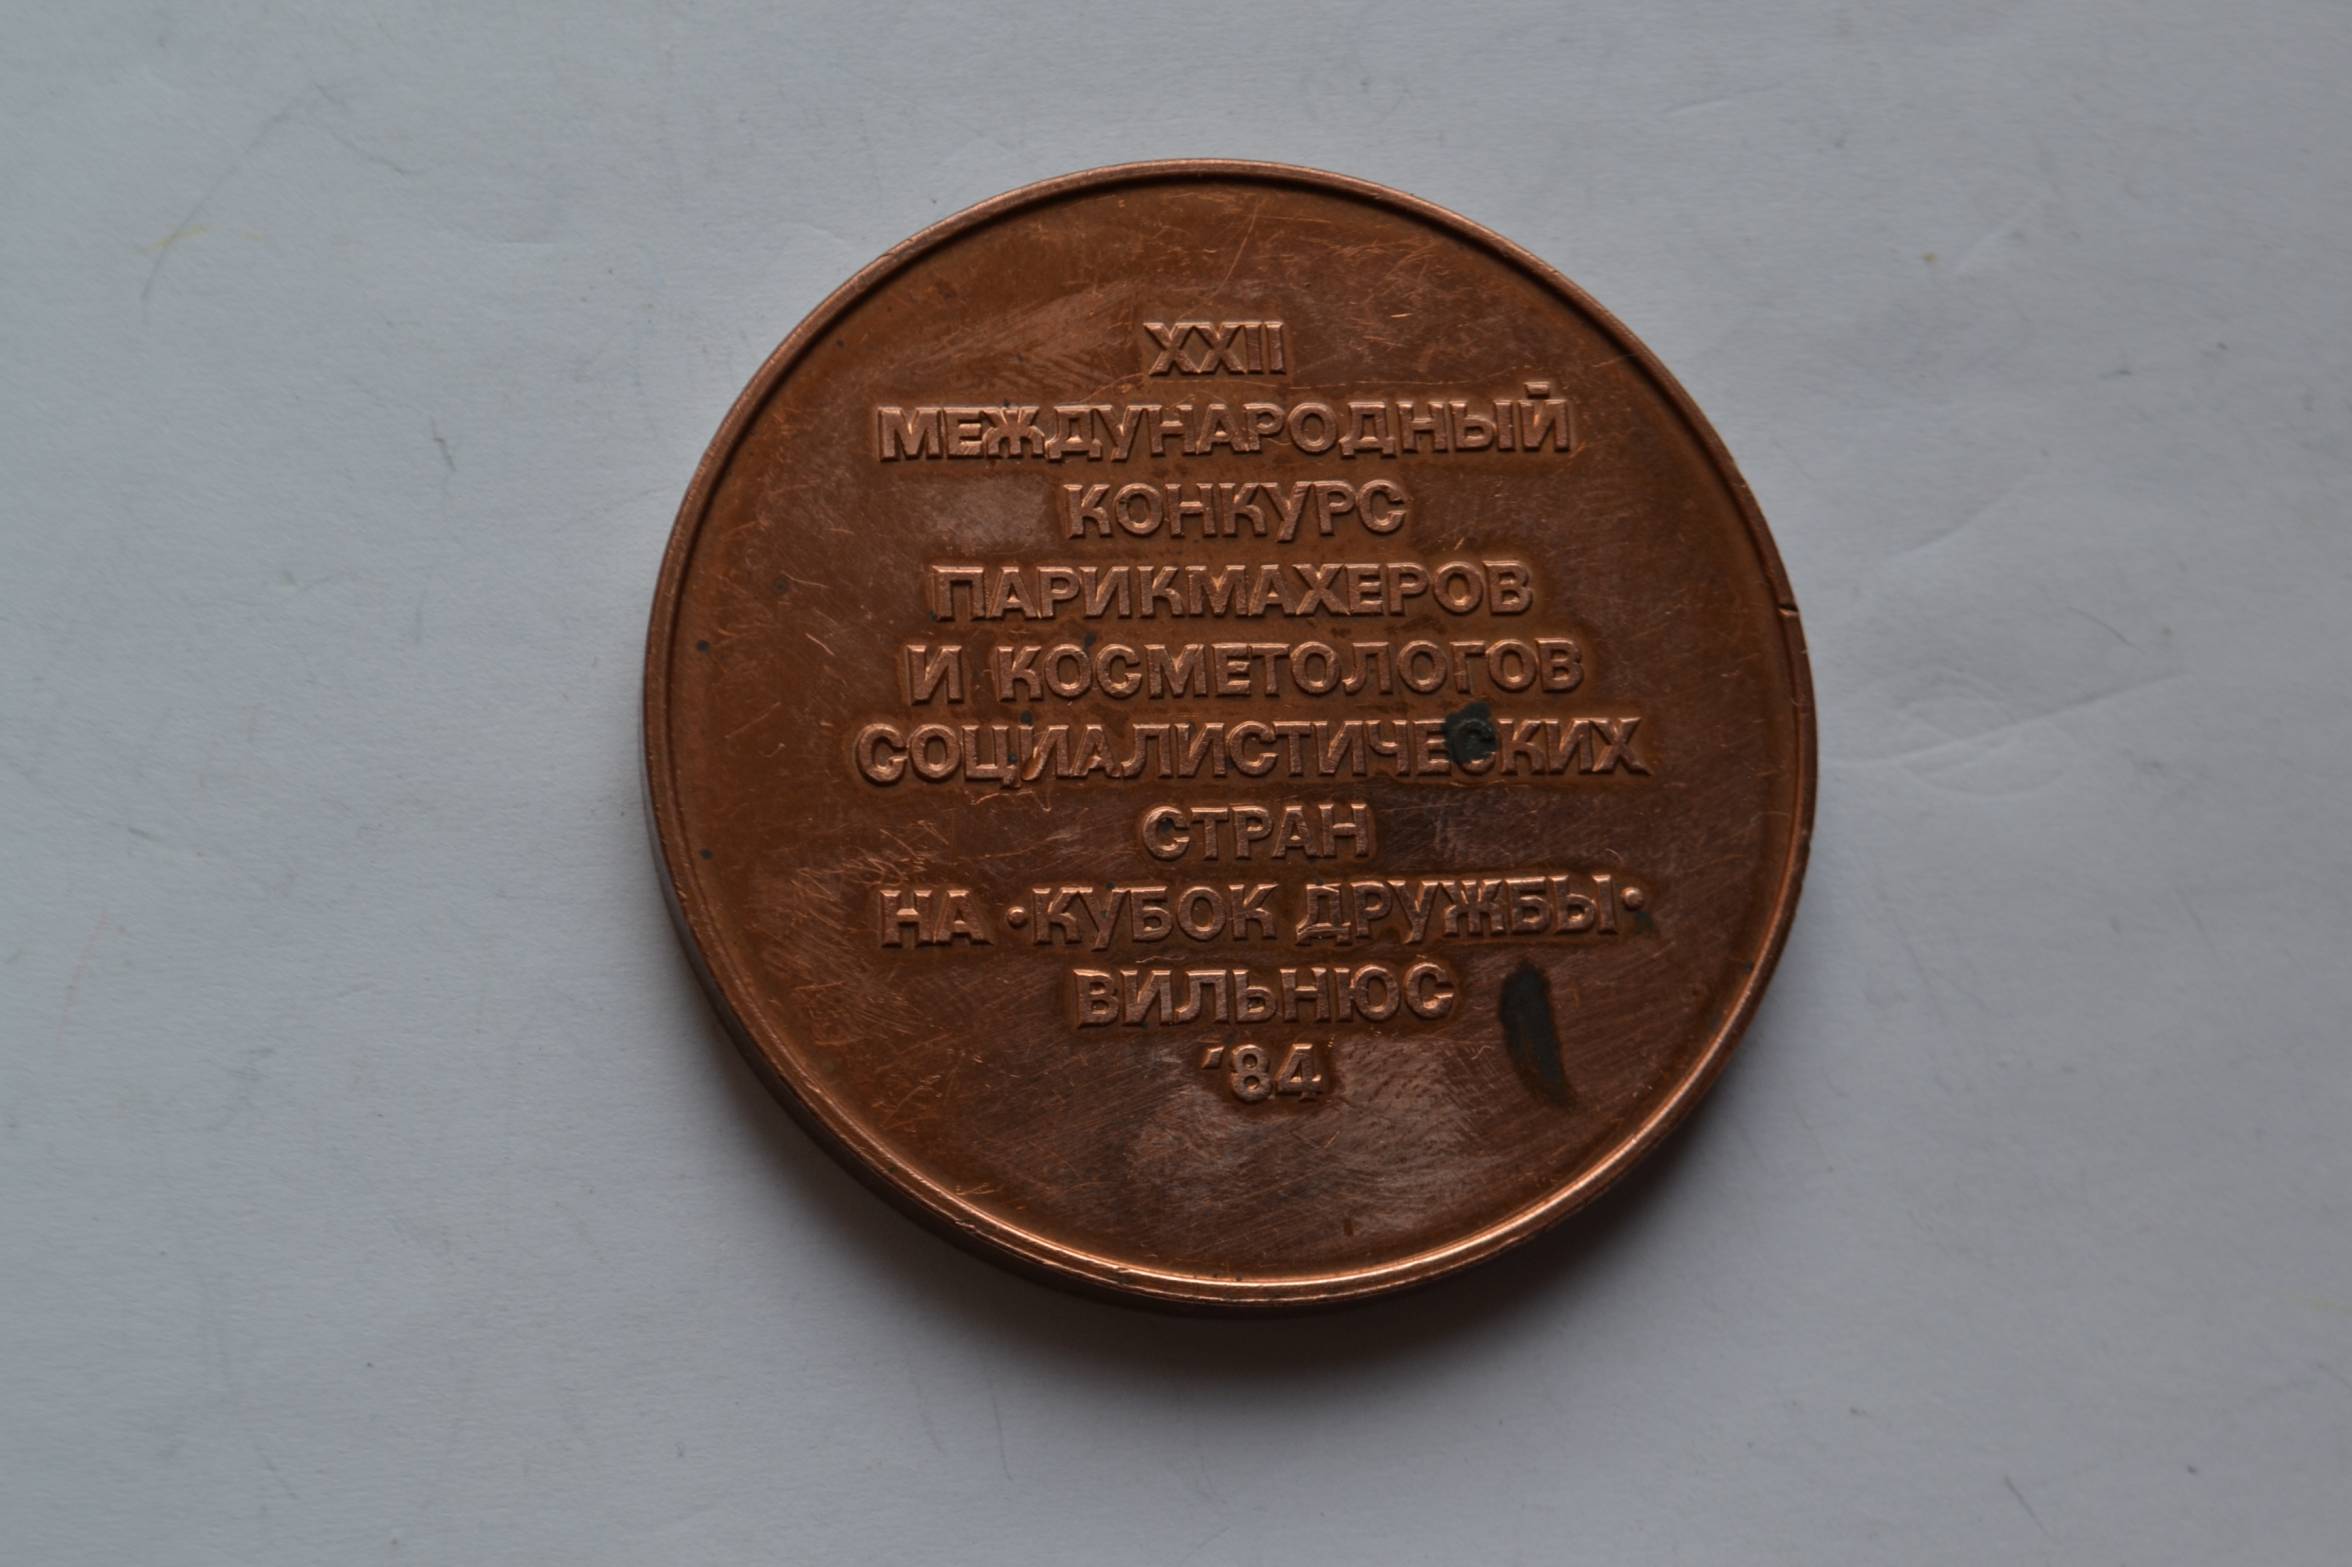 XXII
МЕЖДУНАРОДНЫЙ
КОНКУРС
ПАРИКМАХЕРОВ
И КОСМЕТОЛОГОВ
СОЦИАЛИСТИЧЕСКИХ
СТРАН
НА •КУБОК ДРУЖБЫ•
ВИЛЬНЮС
'84